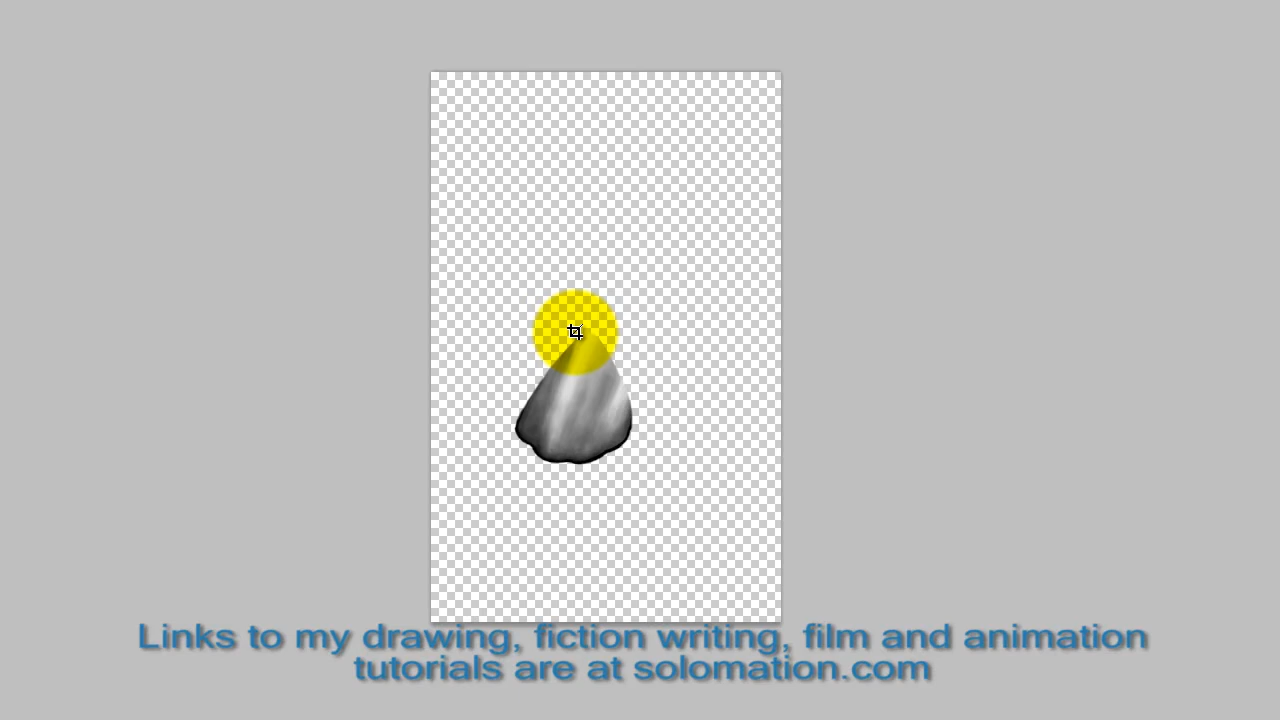 Links to my drawing, fiction writing, film and animation
tutorials are at solomation.com